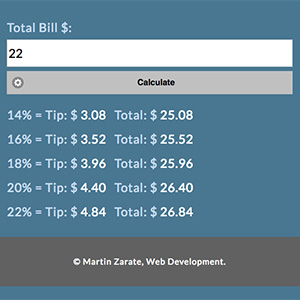 Total Bill $:
22
Calculate
14% = Tip: $ 3.08 Total: $ 25.08
16% = Tip: $ 3.52 Total: $ 25.52
18% = Tip: $ 3.96 Total: $ 25.96
20% = Tip: $ 4.40 Total: $ 26.40
22% = Tip: $ 4.84 Total: $ 26.84
© Martin Zarate, Web Development.